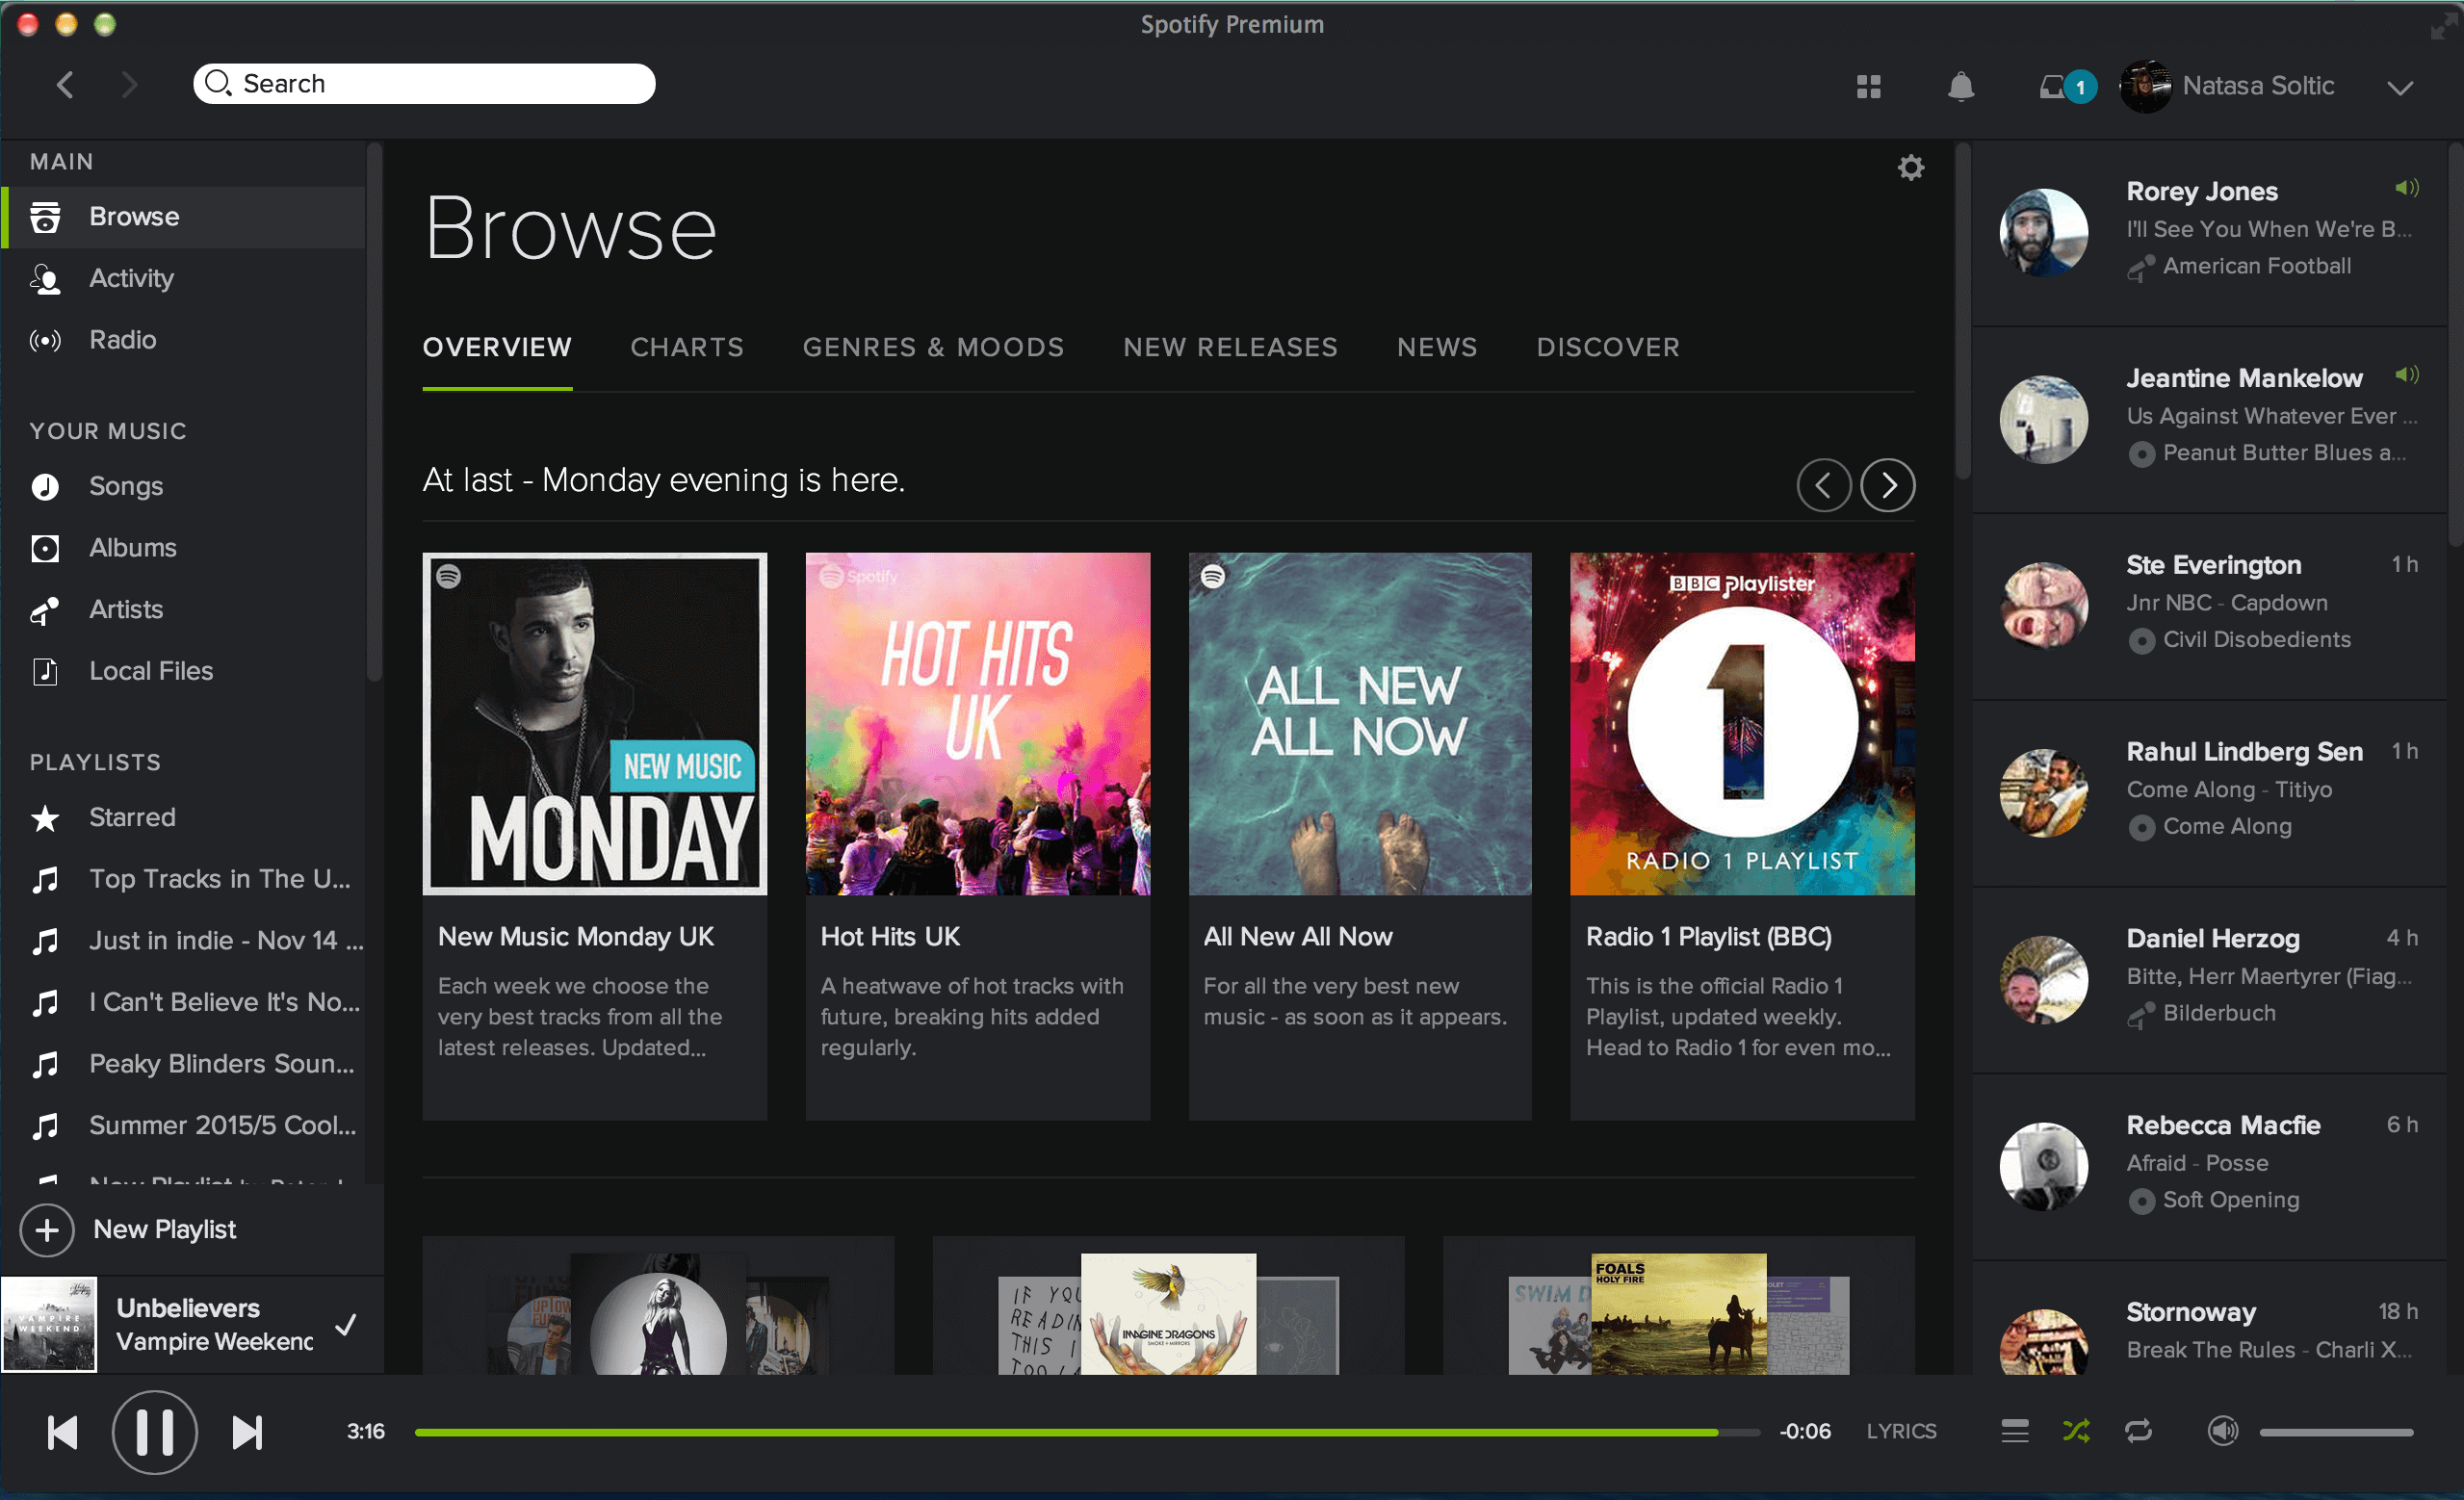 Spotify Premium
Search
1
Natasa Soltic
MAIN
Browse
Activity
Radio
YOUR MUSIC
Songs
Albums
Artists
Local Files
PLAYLISTS
Starred
Top Tracks in The U...
Just in indie - Nov 14 ...
I Can't Believe It's No...
Peaky Blinders Soun...
Summer 2015/5 Cool...
New Playlist
Unbelievers
Vampire Weekend
VAMPIRE
WEEKEND
Browse
OVERVIEW
CHARTS
GENRES & MOODS
NEW RELEASES
NEWS
DISCOVER
At last - Monday evening is here.
NEW MUSIC
MONDAY
New Music Monday UK
Each week we choose the
very best tracks from all the
latest releases. Updated...
Spotify
HOT HITS
UK
Hot Hits UK
A heatwave of hot tracks with
future, breaking hits added
regularly.
ALL NEW
ALL NOW
All New All Now
For all the very best new
music - as soon as it appears.
BBC Playlister
1
RADIO 1 PLAYLIST
Radio 1 Playlist (BBC)
This is the official Radio 1
Playlist, updated weekly.
Head to Radio 1 for even mo...
UPTOWN
IF YOU
READIN
THIS I
TOO L
IMAGINE DRAGONS
SMOKE + MIRRORS
SWIM D
FOALS
HOLY FIRE
Rorey Jones
I'll See You When We're B...
American Football
Jeantine Mankelow
Us Against Whatever Ever ...
Peanut Butter Blues a...
Ste Everington 1 h
Jnr NBC - Capdown
Civil Disobedients
Rahul Lindberg Sen 1 h
Come Along - Titiyo
Come Along
Daniel Herzog 4 h
Bitte, Herr Maertyrer (Fiag...
Bilderbuch
Rebecca Macfie 6 h
Afraid - Posse
Soft Opening
Stornoway 18 h
Break The Rules - Charli X...
3:16
-0:06
LYRICS